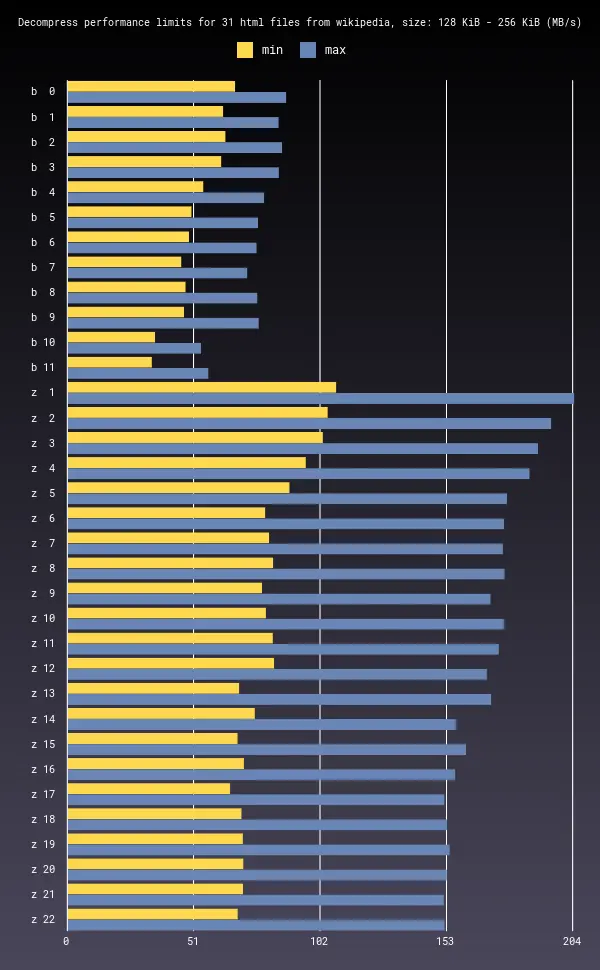 Decompress performance limits for 31 html files from wikipedia, size: 128 KiB - 256 KiB (MB/s)
min max
b 0
b 1
b 2
b 3
b 4
b 5
b 6
b 7
b 8
b 9
b 10
b 11
z 1
z 2
z 3
z 4
z 5
z 6
z 7
z 8
z 9
z 10
z 11
z 12
z 13
z 14
z 15
z 16
z 17
z 18
z 19
z 20
z 21
z 22
0 51 102 153 204